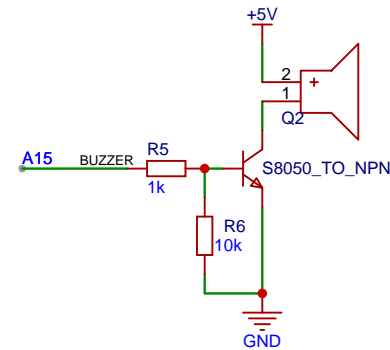 +5V
2
+
1
Q2
A15
BUZZER
R5
1k
S8050_TO_NPN
R6
10k
GND